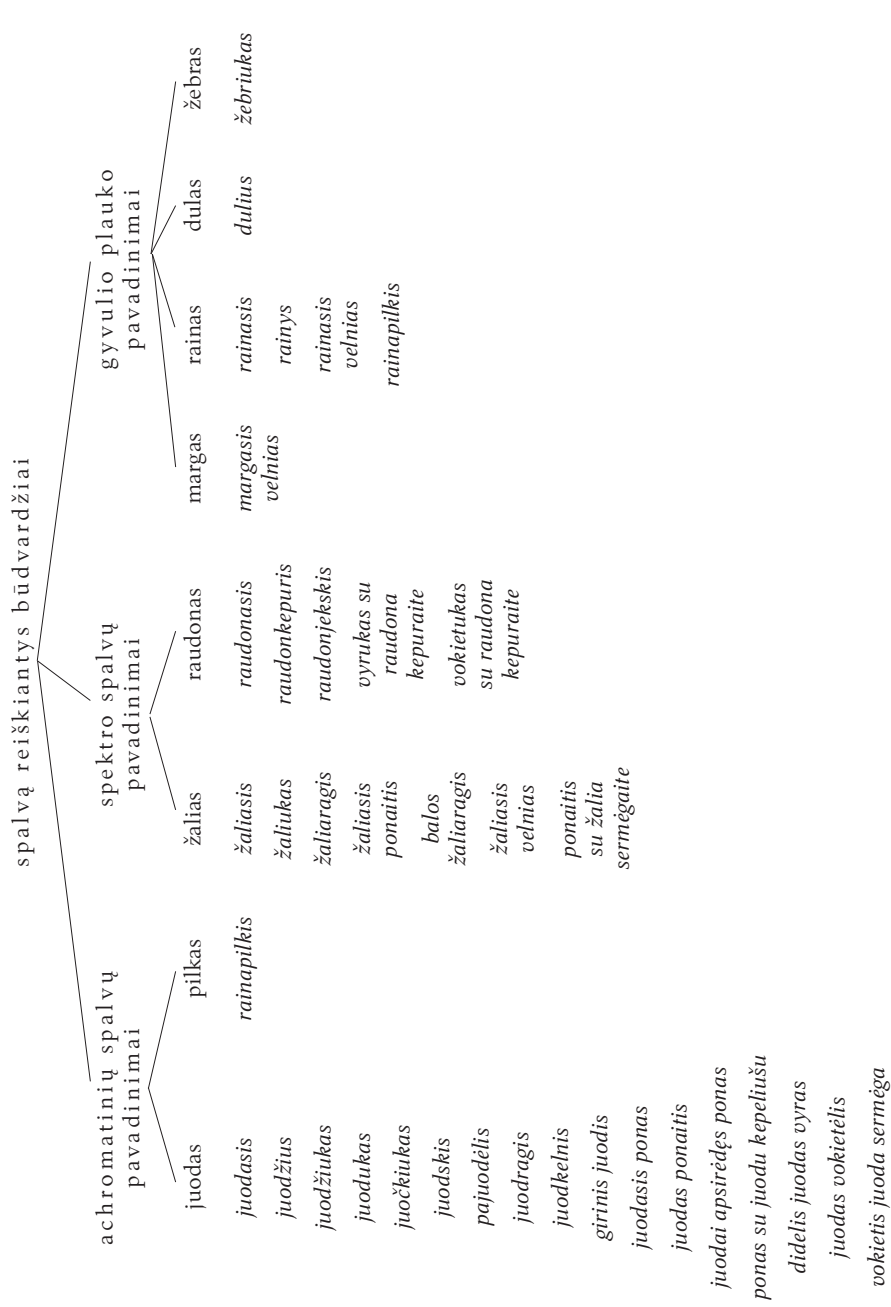 spalvą reiškiantys būdvardžiai
achromatinių spalvų
pavadinimai
spektro spalvų
pavadinimai
gyvulio plauko
pavadinimai
juodas
juodasis
juodžius
juodžiukas
juodukas
juočkiukas
juodskis
pajuodėlis
juodragis
juodkelnis
girinis juodis
juodasis ponas
juodas ponaitis
juodai apsirėdęs ponas
ponas su juodu kepeliušu
didelis juodas vyras
juodas vokietėlis
vokietis juoda sermėga
pilkas
rainapilkis
žalias
žaliasis
žaliukas
žaliaragis
žaliasis
ponaitis
balos
žaliaragis
žaliasis
velnias
ponaitis
su žalia
sermėgaite
raudonas
raudonasis
raudonkepuris
raudonjekskis
vyrukas su
raudona
kepuraite
vokietukas
su raudona
kepuraite
margas
margasis
velnias
rainas
rainasis
rainys
rainasis
velnias
rainapilkis
dulas
dulius
žebras
žebriukas